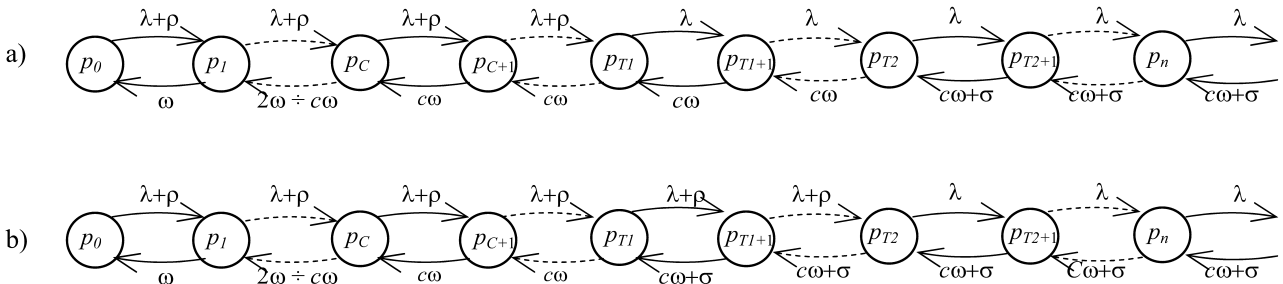 λ+ρ λ+ρ λ+ρ λ+ρ λ λ λ λ λ
a) p0 p1 pC pC+1 pT1 pT1+1 pT2 pT2+1 pn
ω 2ω ÷ cω cω cω cω cω cω+σ cω+σ cω+σ
λ+ρ λ+ρ λ+ρ λ+ρ λ+ρ λ+ρ λ λ λ
b) p0 p1 pC pC+1 pT1 pT1+1 pT2 pT2+1 pn
ω 2ω ÷ cω cω cω cω+σ cω+σ cω+σ Cω+σ cω+σ